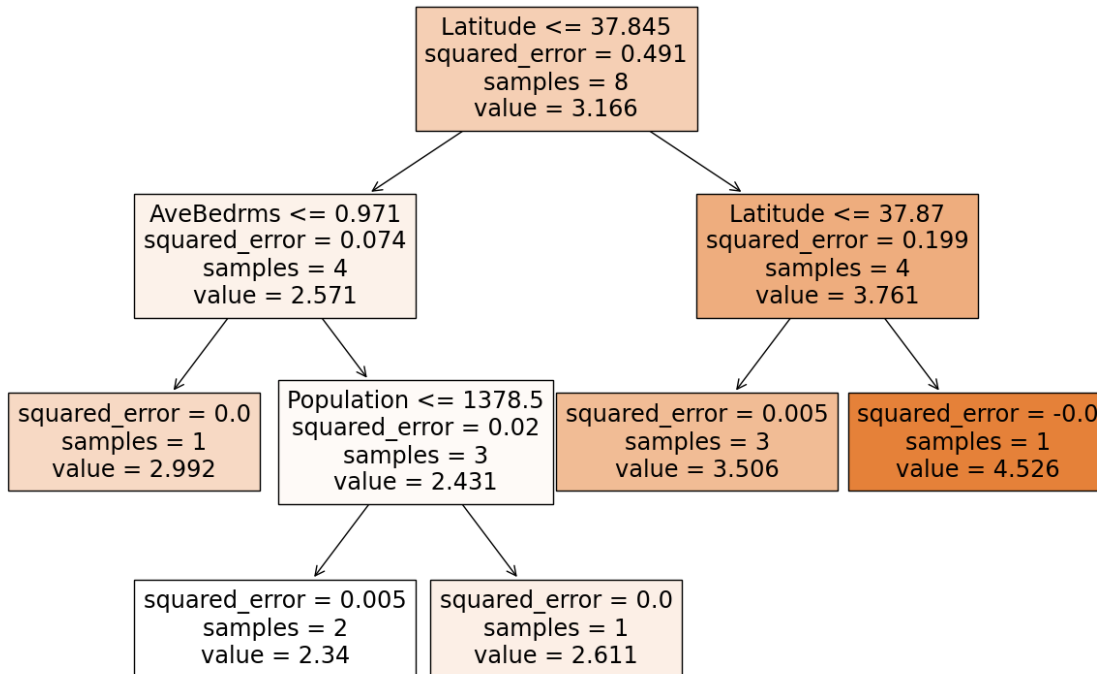 Latitude <= 37.845
squared_error = 0.491
samples = 8
value = 3.166
AveBedrms <= 0.971
squared_error = 0.074
samples = 4
value = 2.571
Latitude <= 37.87
squared_error = 0.199
samples = 4
value = 3.761
squared_error = 0.0
samples = 1
value = 2.992
Population <= 1378.5
squared_error = 0.02
samples = 3
value = 2.431
squared_error = 0.005
samples = 3
value = 3.506
squared_error = -0.0
samples = 1
value = 4.526
squared_error = 0.005
samples = 2
value = 2.34
squared_error = 0.0
samples = 1
value = 2.611